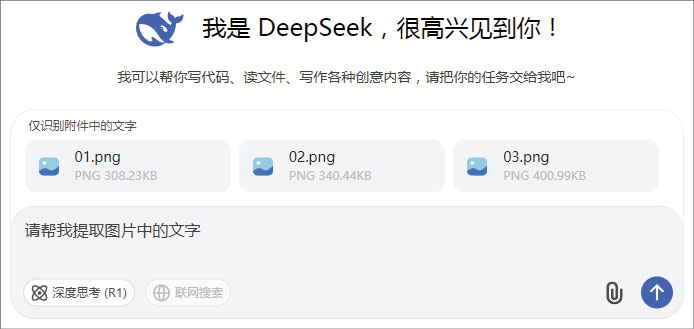 我是 DeepSeek，很高兴见到你！
我可以帮你写代码、读文件、写作各种创意内容，请把你的任务交给我吧~
仅识别附件中的文字
01.png
PNG 308.23KB
02.png
PNG 340.44KB
03.png
PNG 400.99KB
请帮我提取图片中的文字
深度思考 (R1)
联网搜索